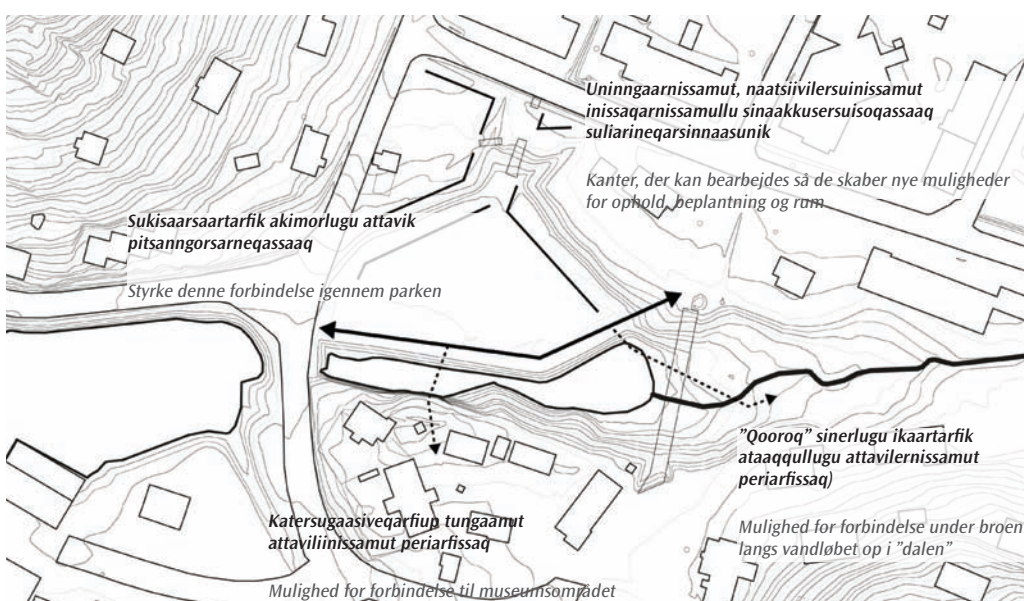 Uninngaarnissamut, naatsiivilersuinissamut
inissaqarnissamullu sinaakkusersuisoqassaaq
suliarineqarsinnaasunik
Kanter, der kan bearbejdes så de skaber nye muligheder
for ophold, beplantning og rum
Sukisaarsaartarfik akimorlugu attavik
pitsanngorsarneqassaaq
Styrke denne forbindelse igennem parken
"Qooroq" sinerlugu ikaartarfik
ataaqqullugu attavilernissamut
periarfissaq)
Mulighed for forbindelse under broen
langs vandløbet op i "dalen"
Katersugaasiveqarfiup tungaanut
attaviliinissamut periarfissaq
Mulighed for forbindelse til museumsområdet